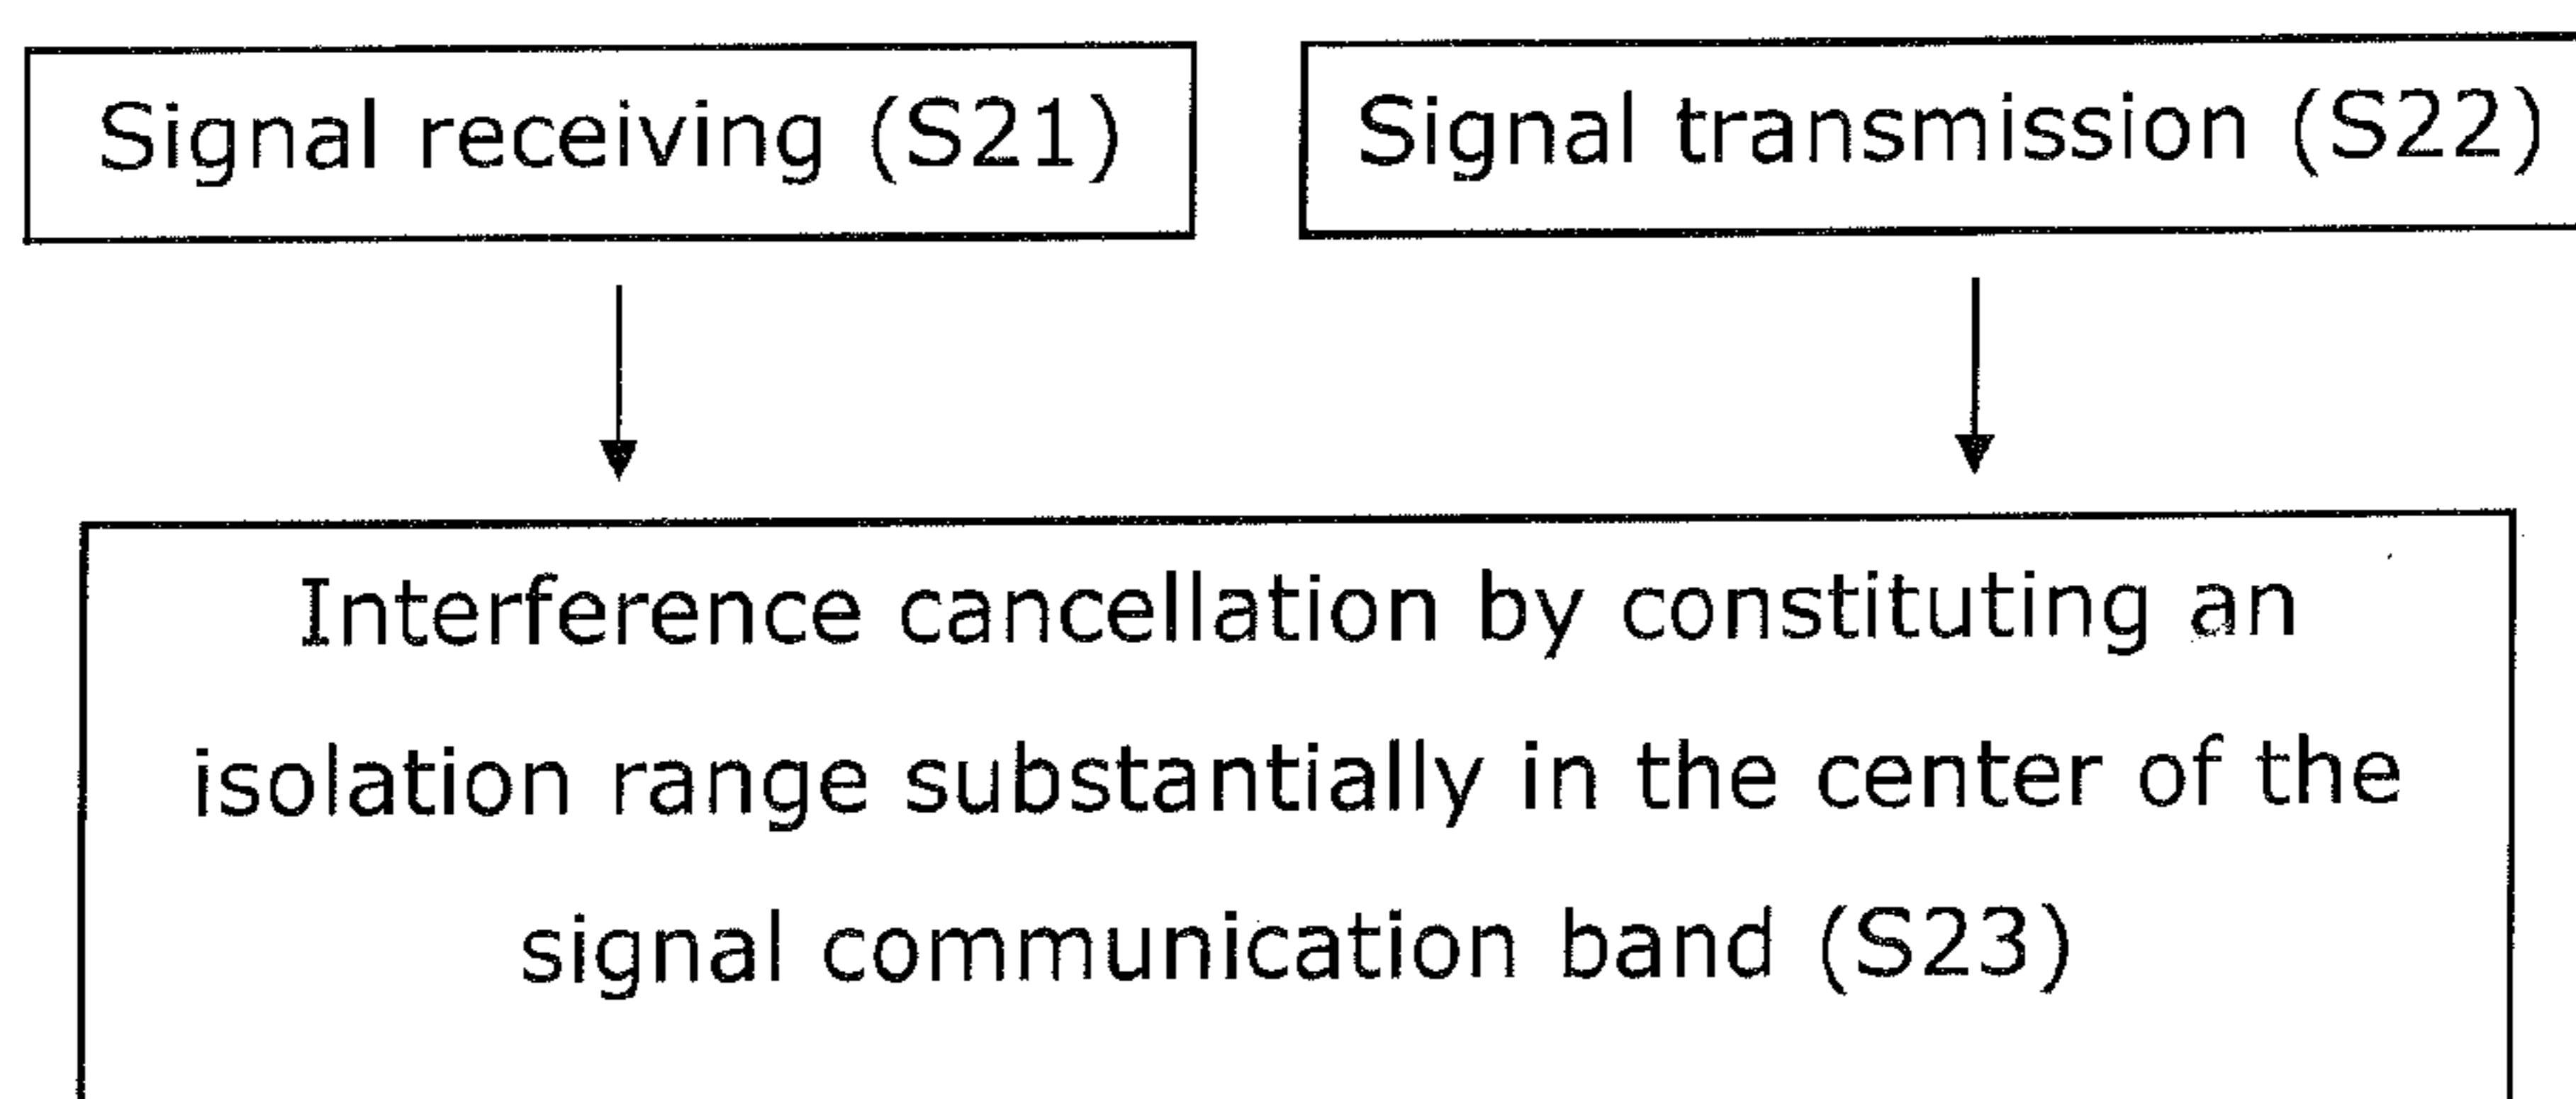 Signal receiving (S21)
Signal transmission (S22)
Interference cancellation by constituting an
isolation range substantially in the center of the
signal communication band (S23)